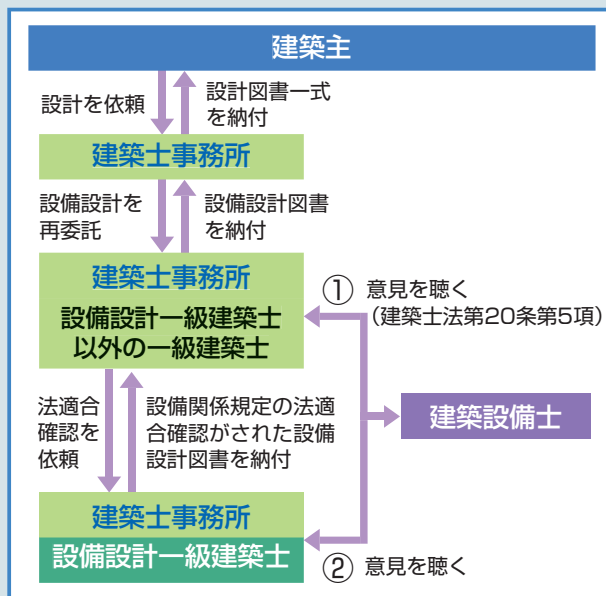 建築主
設計を依頼
設計図書一式
を納付
建築士事務所
設備設計を
再委託
設備設計図書
を納付
建築士事務所
設備設計一級建築士
以外の一級建築士
① 意見を聴く
(建築士法第20条第5項)
建築設備士
法適合
確認を
依頼
設備関係規定の法適
合確認がされた設備
設計図書を納付
建築士事務所
設備設計一級建築士
② 意見を聴く